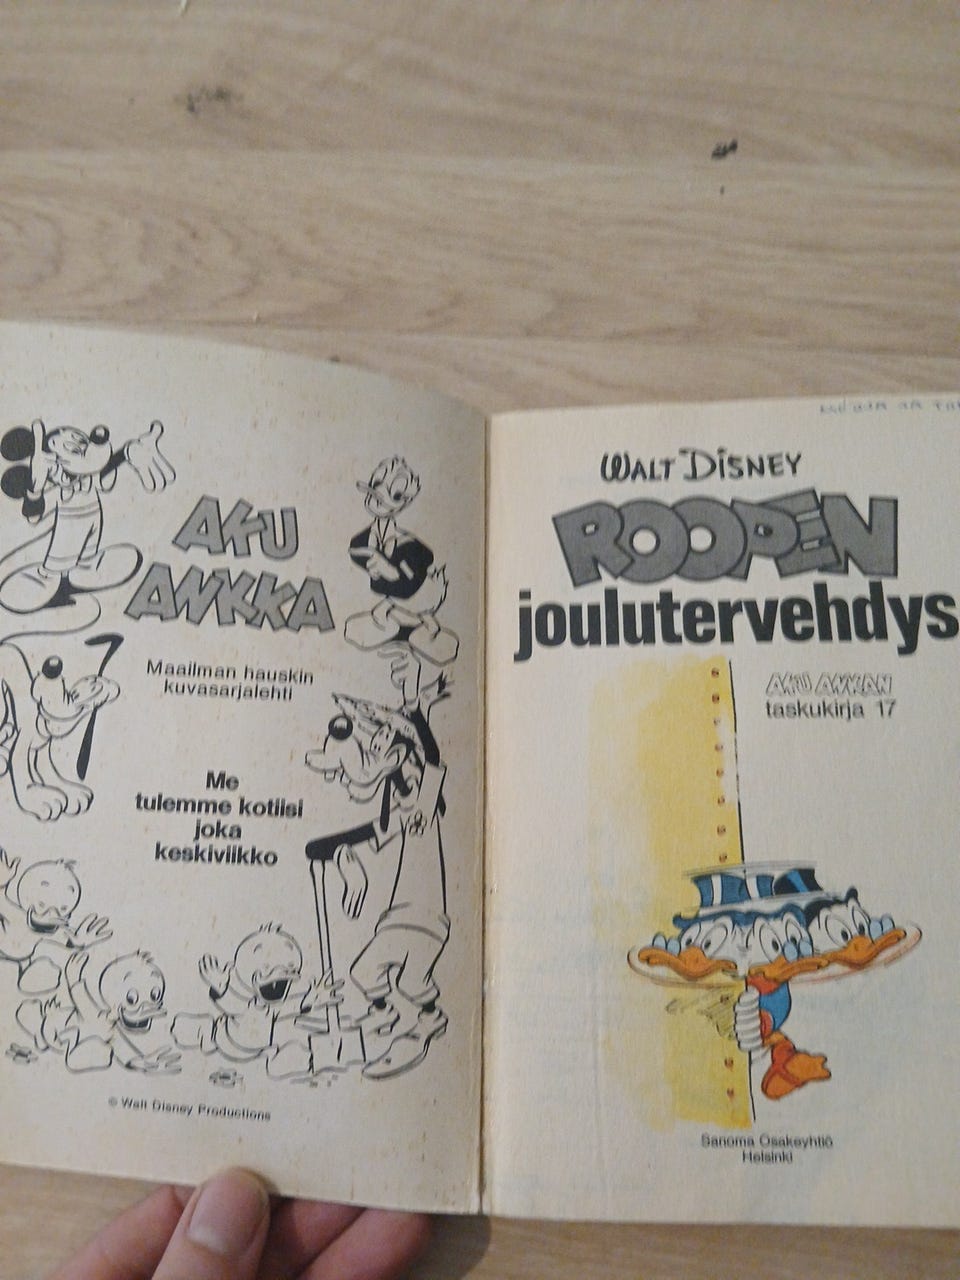 AKU
ANKKA
Maailman hauskin
kuvasarjalehti
Me
tulemme kotiisi
joka
keskiviikko
© Walt Disney Productions
WALT DISNEY
ROOPEN
joulutervehdys
AKU ANKAN
taskukirja 17
Sanoma Osakeyhtiö
Helsinki